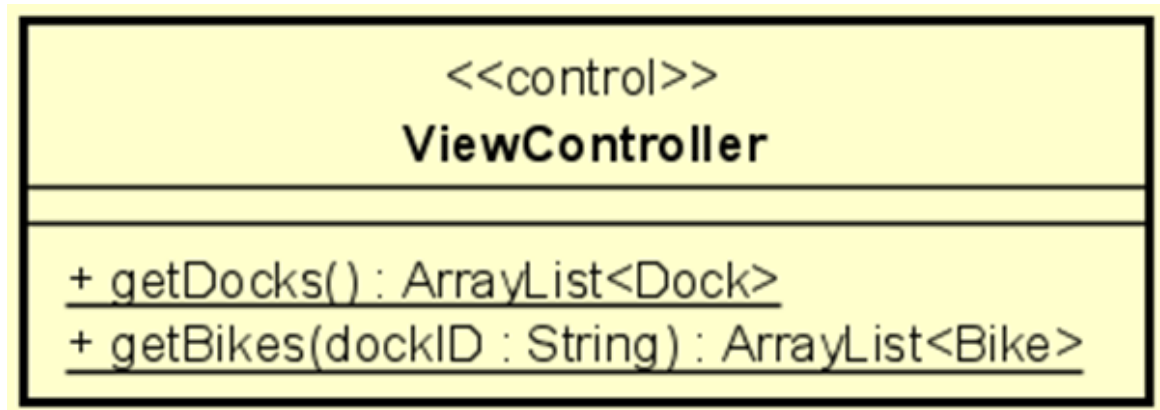 <<control>>
ViewController
+ getDocks() : ArrayList<Dock>
+ getBikes(dockID : String) : ArrayList<Bike>